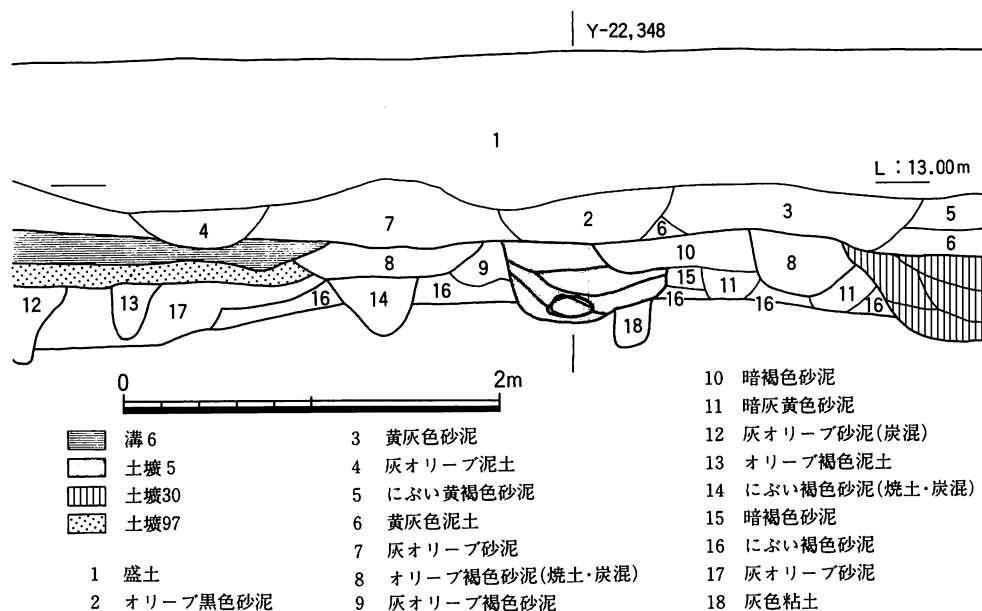 Y-22,348
1
L：13.00m
4
7
2
6
3
5
6
8
9
10
8
12
13
17
16
14
16
15
16
11
16
11
16
18
0
2m
溝6
土壙5
土壙30
土壙97
1 盛土
2 オリーブ黒色砂泥
3 黄灰色砂泥
4 灰オリーブ泥土
5 にぶい黄褐色砂泥
6 黄灰色泥土
7 灰オリーブ砂泥
8 オリーブ褐色砂泥(焼土・炭混)
9 灰オリーブ褐色砂泥
10 暗褐色砂泥
11 暗灰黄色砂泥
12 灰オリーブ砂泥(炭混)
13 オリーブ褐色泥土
14 にぶい褐色砂泥(焼土・炭混)
15 暗褐色砂泥
16 にぶい褐色砂泥
17 灰オリーブ砂泥
18 灰色粘土